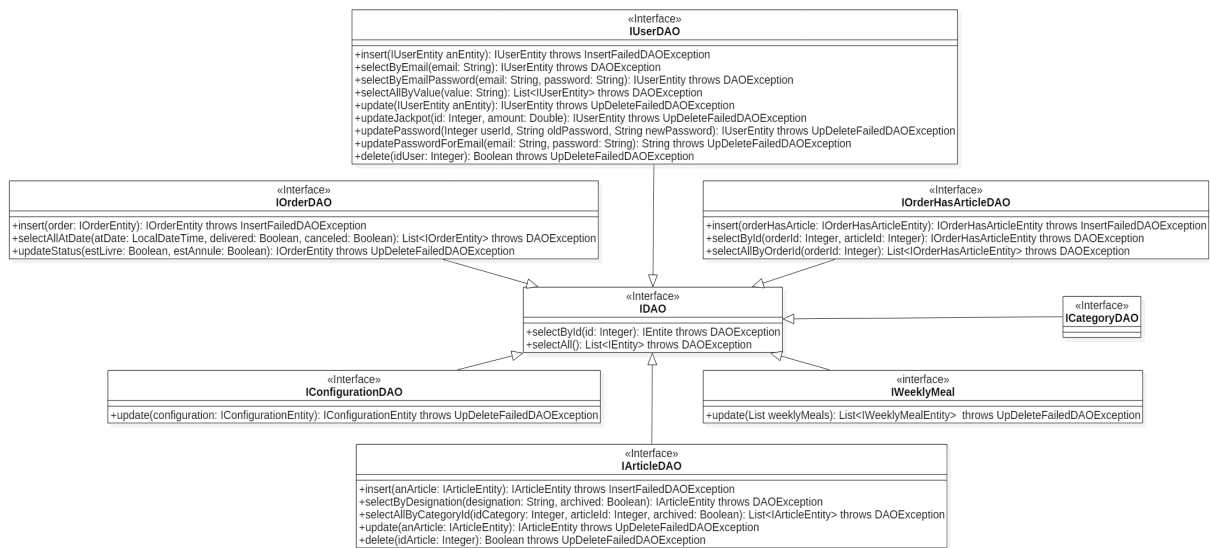 «Interface»
IUserDAO
+insert(IUserEntity anEntity): IUserEntity throws InsertFailedDAOException
+selectByEmail(email: String): IUserEntity throws DAOException
+selectByEmailPassword(email: String, password: String): IUserEntity throws DAOException
+selectAllByValue(value: String): List<IUserEntity> throws DAOException
+update(IUserEntity anEntity): IUserEntity throws UpDeleteFailedDAOException
+updateJackpot(id: Integer, amount: Double): IUserEntity throws UpDeleteFailedDAOException
+updatePassword(Integer userId, String oldPassword, String newPassword): IUserEntity throws UpDeleteFailedDAOException
+updatePasswordForEmail(email: String, password: String): String throws UpDeleteFailedDAOException
+delete(idUser: Integer): Boolean throws UpDeleteFailedDAOException
«Interface»
IOrderDAO
+insert(order: IOrderEntity): IOrderEntity throws InsertFailedDAOException
+selectAllAtDate(atDate: LocalDateTime, delivered: Boolean, canceled: Boolean): List<IOrderEntity> throws DAOException
+updateStatus(estLivre: Boolean, estAnnule: Boolean): IOrderEntity throws UpDeleteFailedDAOException
«Interface»
IOrderHasArticleDAO
+insert(orderHasArticle: IOrderHasArticleEntity): IOrderHasArticleEntity throws InsertFailedDAOException
+selectById(orderId: Integer, articleId: Integer): IOrderHasArticleEntity throws DAOException
+selectAllByOrderId(orderId: Integer): List<IOrderHasArticleEntity> throws DAOException
«Interface»
IDAO
+selectById(id: Integer): IEntite throws DAOException
+selectAll(): List<IEntity> throws DAOException
«Interface»
ICategoryDAO
«Interface»
IConfigurationDAO
+update(configuration: IConfigurationEntity): IConfigurationEntity throws UpDeleteFailedDAOException
«interface»
IWeeklyMeal
+update(List weeklyMeals): List<IWeeklyMealEntity>  throws UpDeleteFailedDAOException
«Interface»
IArticleDAO
+insert(anArticle: IArticleEntity): IArticleEntity throws InsertFailedDAOException
+selectByDesignation(designation: String, archived: Boolean): IArticleEntity throws DAOException
+selectAllByCategoryId(idCategory: Integer, articleId: Integer, archived: Boolean): List<IArticleEntity> throws DAOException
+update(anArticle: IArticleEntity): IArticleEntity throws UpDeleteFailedDAOException
+delete(idArticle: Integer): Boolean throws UpDeleteFailedDAOException